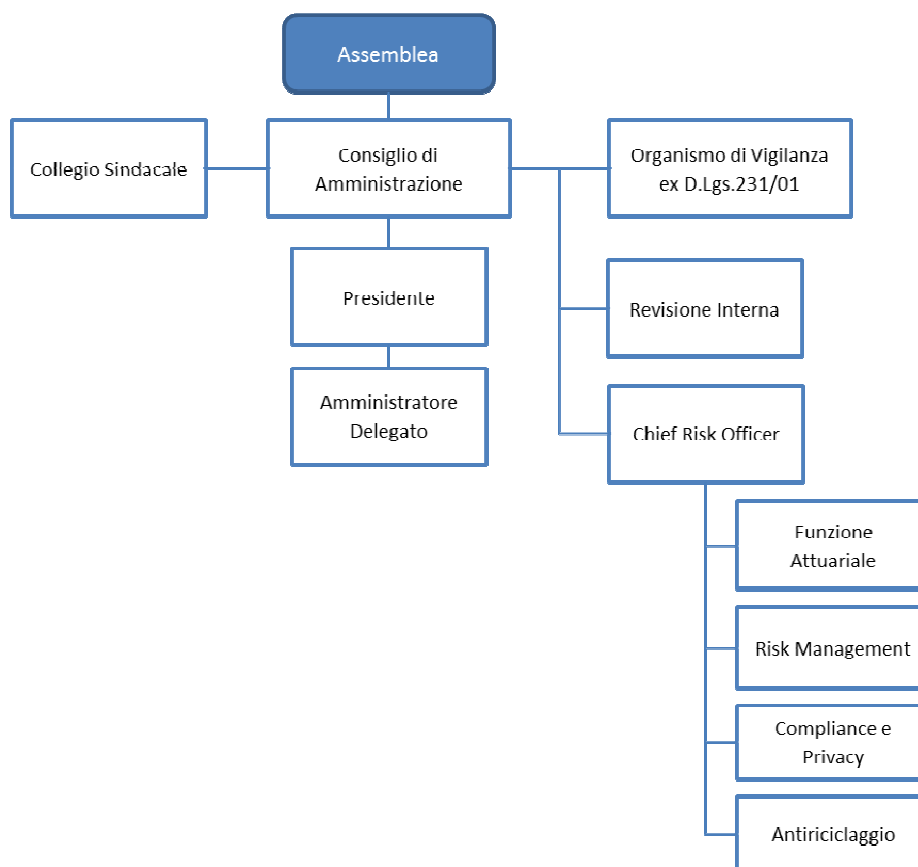 Assemblea
Collegio Sindacale
Consiglio di
Amministrazione
Organismo di Vigilanza
ex D.Lgs.231/01
Presidente
Revisione Interna
Amministratore
Delegato
Chief Risk Officer
Funzione
Attuariale
Risk Management
Compliance e
Privacy
Antiriciclaggio